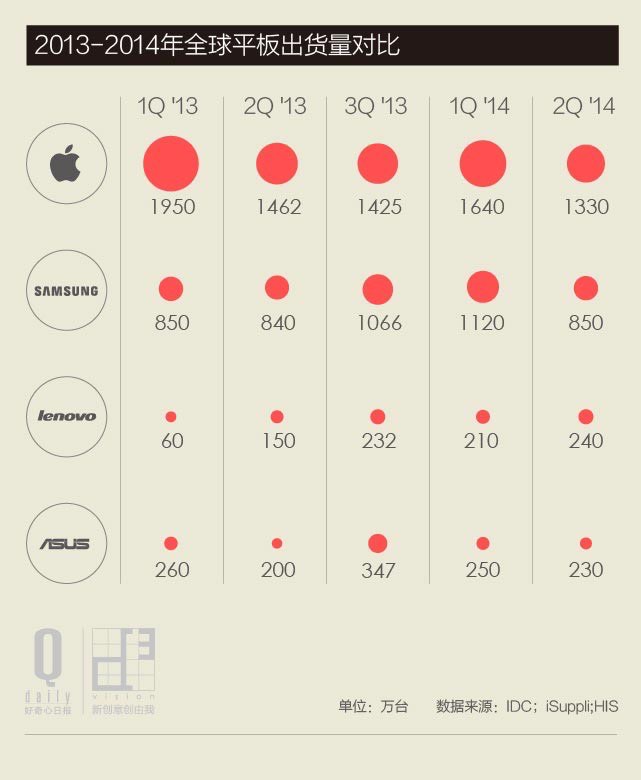 2013-2014年全球平板出货量对比
1Q '13 2Q '13 3Q '13 1Q '14 2Q '14
1950 1462 1425 1640 1330
SAMSUNG
850 840 1066 1120 850
lenovo
60 150 232 210 240
ASUS
260 200 347 250 230
Q
daily
好奇心日报
vision
新创意创由我
单位：万台 数据来源：IDC；iSuppli;HIS